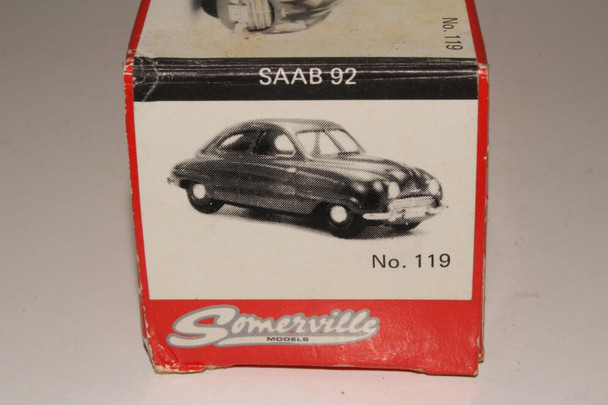 No. 119
SAAB 92
No. 119
Somerville
MODELS